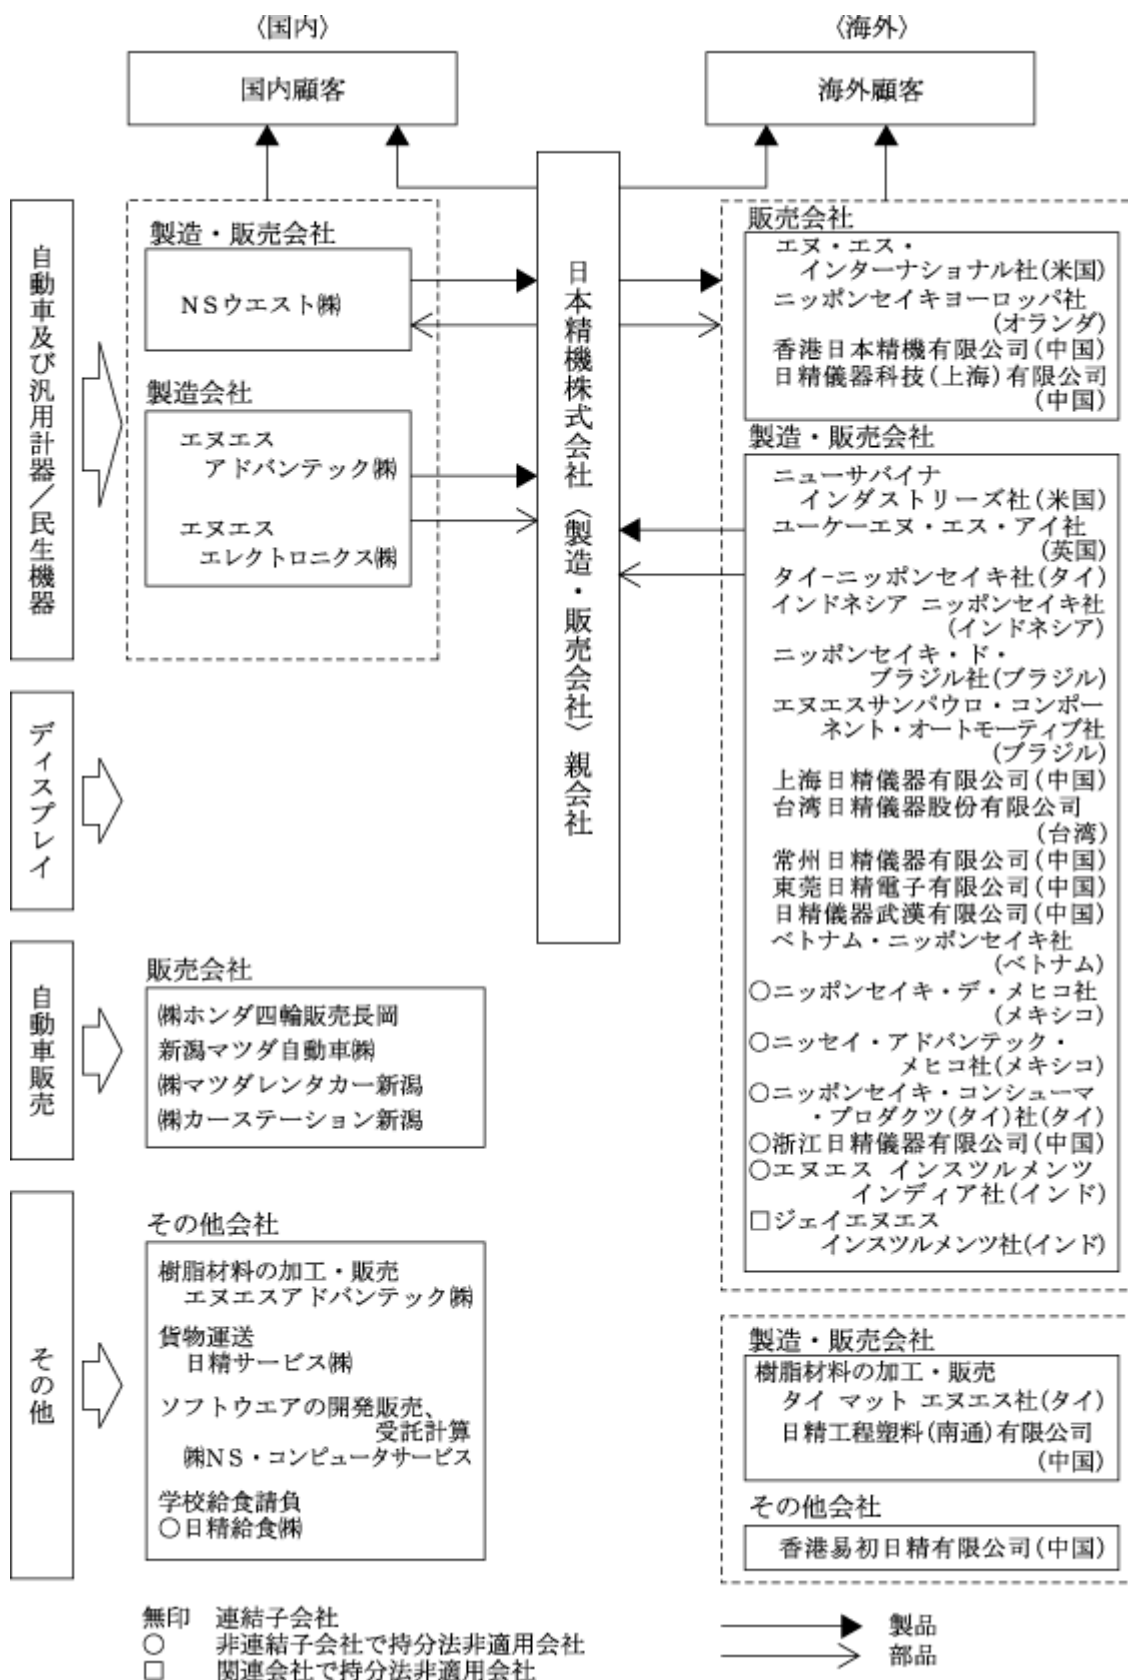 〈国内〉
〈海外〉
国内顧客
海外顧客
自動車及び汎用計器／民生機器
製造・販売会社
NSウエスト㈱
製造会社
エヌエス
アドバンテック㈱
エヌエス
エレクトロニクス㈱
日本精機株式会社〈製造・販売会社〉親会社
販売会社
エヌ・エス・
インターナショナル社(米国)
ニッポンセイキヨーロッパ社
(オランダ)
香港日本精機有限公司(中国)
日精儀器科技(上海)有限公司
(中国)
製造・販売会社
ニューサバイナ
インダストリーズ社(米国)
ユーケーエヌ・エス・アイ社
(英国)
タイ-ニッポンセイキ社(タイ)
インドネシア ニッポンセイキ社
(インドネシア)
ニッポンセイキ・ド・
ブラジル社(ブラジル)
エヌエスサンパウロ・コンポー
ネント・オートモーティブ社
(ブラジル)
上海日精儀器有限公司(中国)
台湾日精儀器股份有限公司
(台湾)
常州日精儀器有限公司(中国)
東莞日精電子有限公司(中国)
日精儀器武漢有限公司(中国)
ベトナム・ニッポンセイキ社
(ベトナム)
○ニッポンセイキ・デ・メヒコ社
(メキシコ)
○ニッセイ・アドバンテック・
メヒコ社(メキシコ)
○ニッポンセイキ・コンシューマ
・プロダクツ(タイ)社(タイ)
○浙江日精儀器有限公司(中国)
○エヌエス インスツルメンツ
インディア社(インド)
□ジェイエヌエス
インスツルメンツ社(インド)
ディスプレイ
自動車販売
販売会社
㈱ホンダ四輪販売長岡
新潟マツダ自動車㈱
㈱マツダレンタカー新潟
㈱カーステーション新潟
その他
その他会社
樹脂材料の加工・販売
エヌエスアドバンテック㈱
貨物運送
日精サービス㈱
ソフトウエアの開発販売、
受託計算
㈱NS・コンピュータサービス
学校給食請負
○日精給食㈱
製造・販売会社
樹脂材料の加工・販売
タイ マット エヌエス社(タイ)
日精工程塑料(南通)有限公司
(中国)
その他会社
香港易初日精有限公司(中国)
無印 連結子会社
○ 非連結子会社で持分法非適用会社
□ 関連会社で持分法非適用会社
製品
部品